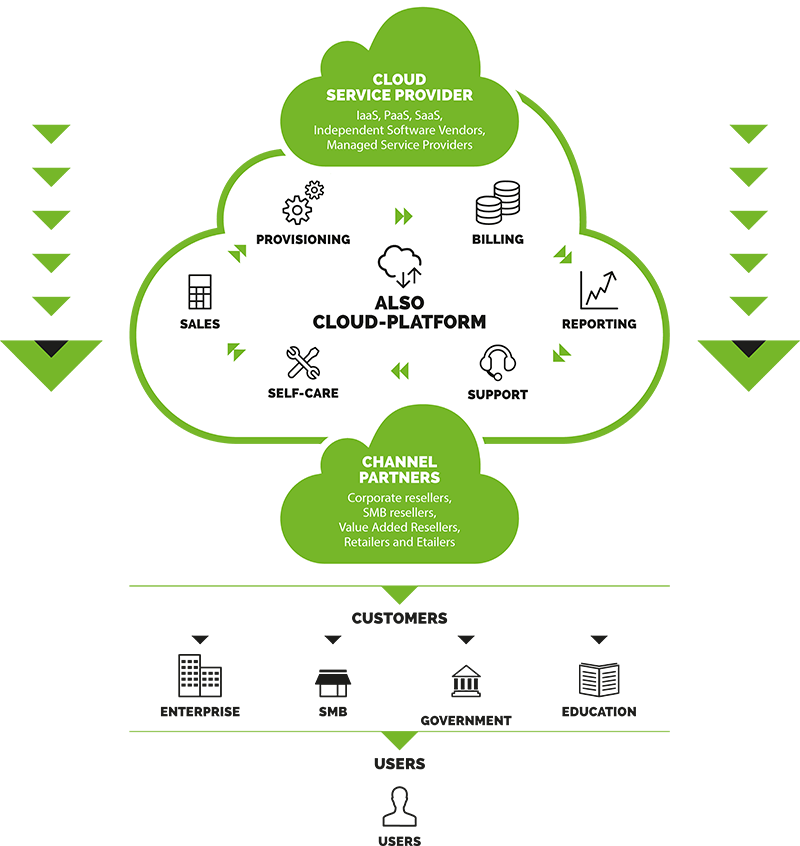 CLOUD
SERVICE PROVIDER
IaaS, PaaS, SaaS,
Independent Software Vendors,
Managed Service Providers
PROVISIONING
BILLING
SALES
ALSO
CLOUD-PLATFORM
REPORTING
SELF-CARE
SUPPORT
CHANNEL
PARTNERS
Corporate resellers,
SMB resellers,
Value Added Resellers,
Retailers and Etailers
CUSTOMERS
ENTERPRISE
SMB
GOVERNMENT
EDUCATION
USERS
USERS